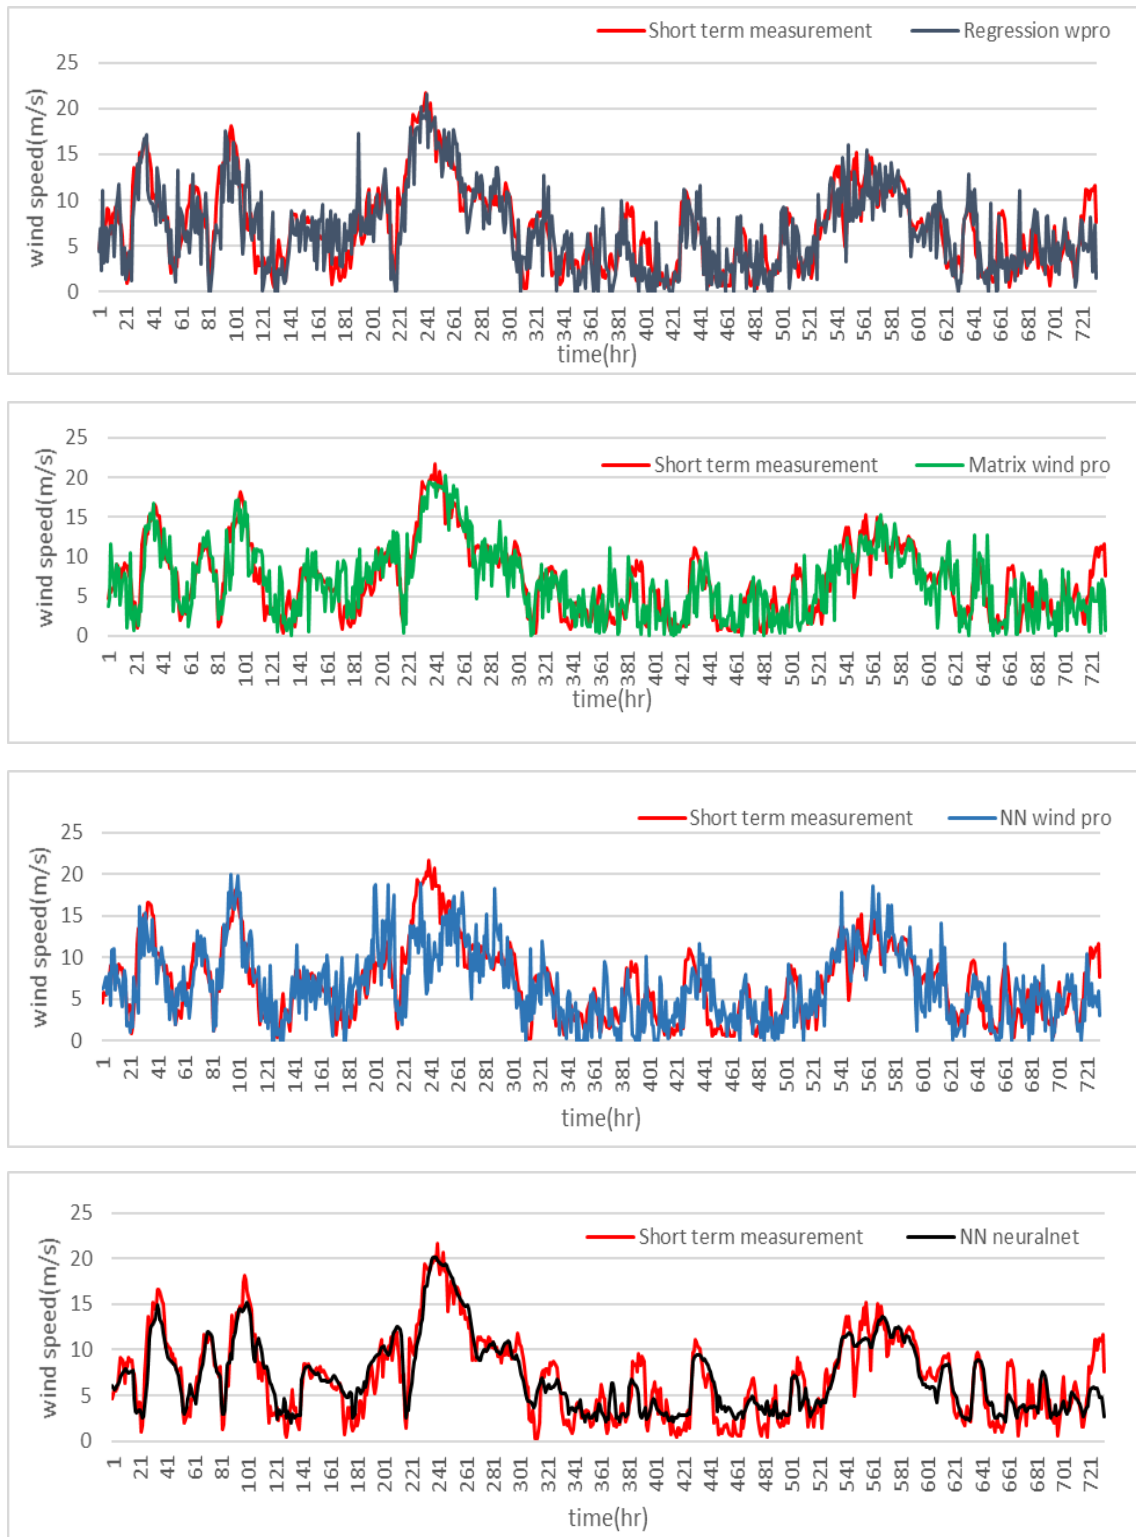 Short term measurement Regression wpro
25
20
15
10
5
0
wind speed(m/s)
1 21 41 61 81 101 121 141 161 181 201 221 241 261 281 301 321 341 361 381 401 421 441 461 481 501 521 541 561 581 601 621 641 661 681 701 721
time(hr)
25
20
15
10
5
0
wind speed(m/s)
Short term measurement Matrix wind pro
1 21 41 61 81 101 121 141 161 181 201 221 241 261 281 301 321 341 361 381 401 421 441 461 481 501 521 541 561 581 601 621 641 661 681 701 721
time(hr)
Short term measurement NN wind pro
25
20
15
10
5
0
wind speed(m/s)
1 21 41 61 81 101 121 141 161 181 201 221 241 261 281 301 321 341 361 381 401 421 441 461 481 501 521 541 561 581 601 621 641 661 681 701 721
time(hr)
25
20
15
10
5
0
wind speed(m/s)
Short term measurement NN neuralnet
1 21 41 61 81 101 121 141 161 181 201 221 241 261 281 301 321 341 361 381 401 421 441 461 481 501 521 541 561 581 601 621 641 661 681 701 721
time(hr)